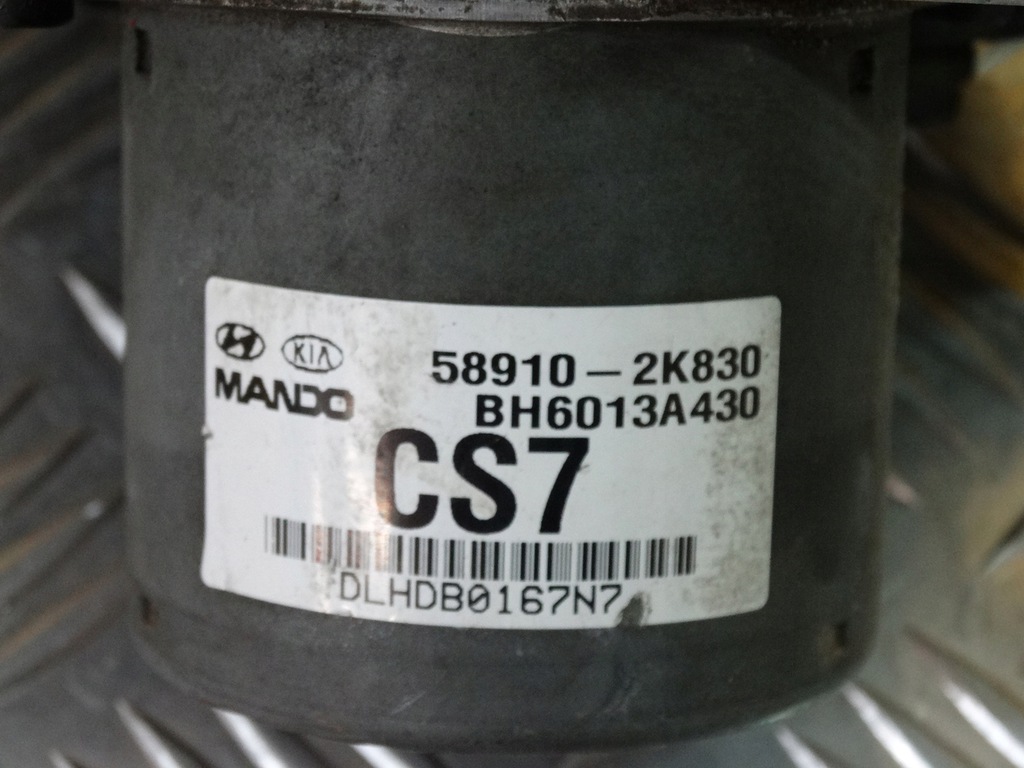 KIA
MANDO
58910-2K830
BH6013A430
CS7
DLHDB0167N7